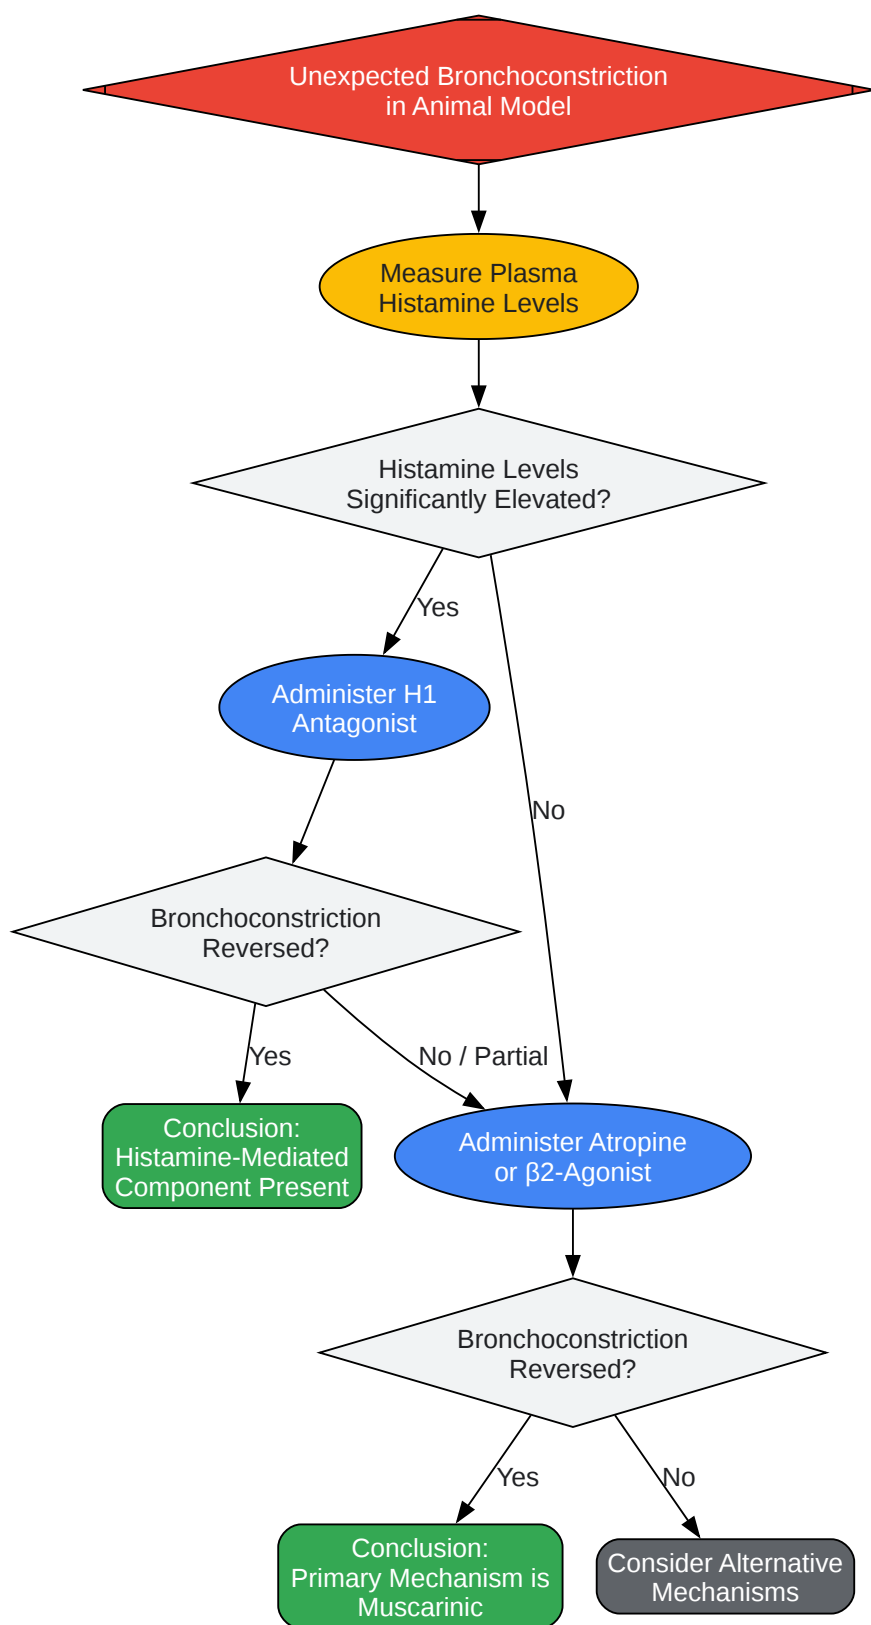 Unexpected Bronchoconstriction
in Animal Model
Measure Plasma
Histamine Levels
Histamine Levels
Significantly Elevated?
Yes
Administer H1
Antagonist
No
Bronchoconstriction
Reversed?
Yes
No / Partial
Conclusion:
Histamine-Mediated
Component Present
Administer Atropine
or β2-Agonist
Bronchoconstriction
Reversed?
Yes
No
Conclusion:
Primary Mechanism is
Muscarinic
Consider Alternative
Mechanisms